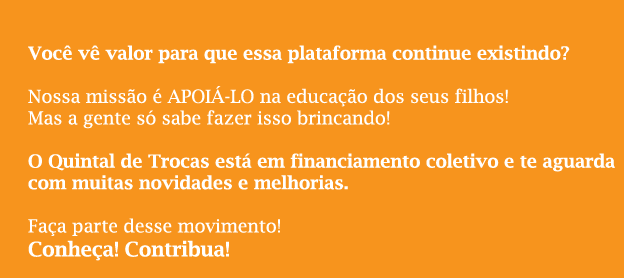 Você vê valor para que essa plataforma continue existindo?
Nossa missão é APOIÁ-LO na educação dos seus filhos!
Mas a gente só sabe fazer isso brincando!
O Quintal de Trocas está em financiamento coletivo e te aguarda
com muitas novidades e melhorias.
Faça parte desse movimento!
Conheça! Contribua!